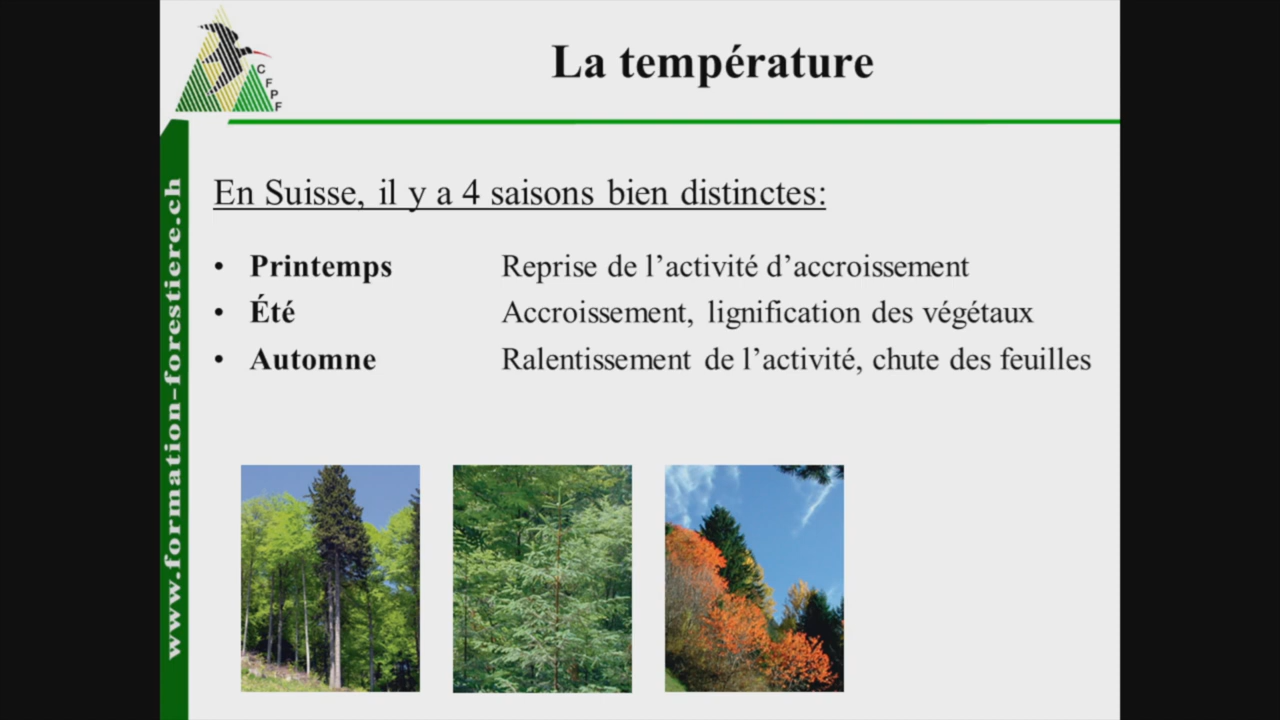 CFPF
La température
www.formation-forestiere.ch
En Suisse, il y a 4 saisons bien distinctes:
• Printemps Reprise de l’activité d’accroissement
• Été Accroissement, lignification des végétaux
• Automne Ralentissement de l’activité, chute des feuilles